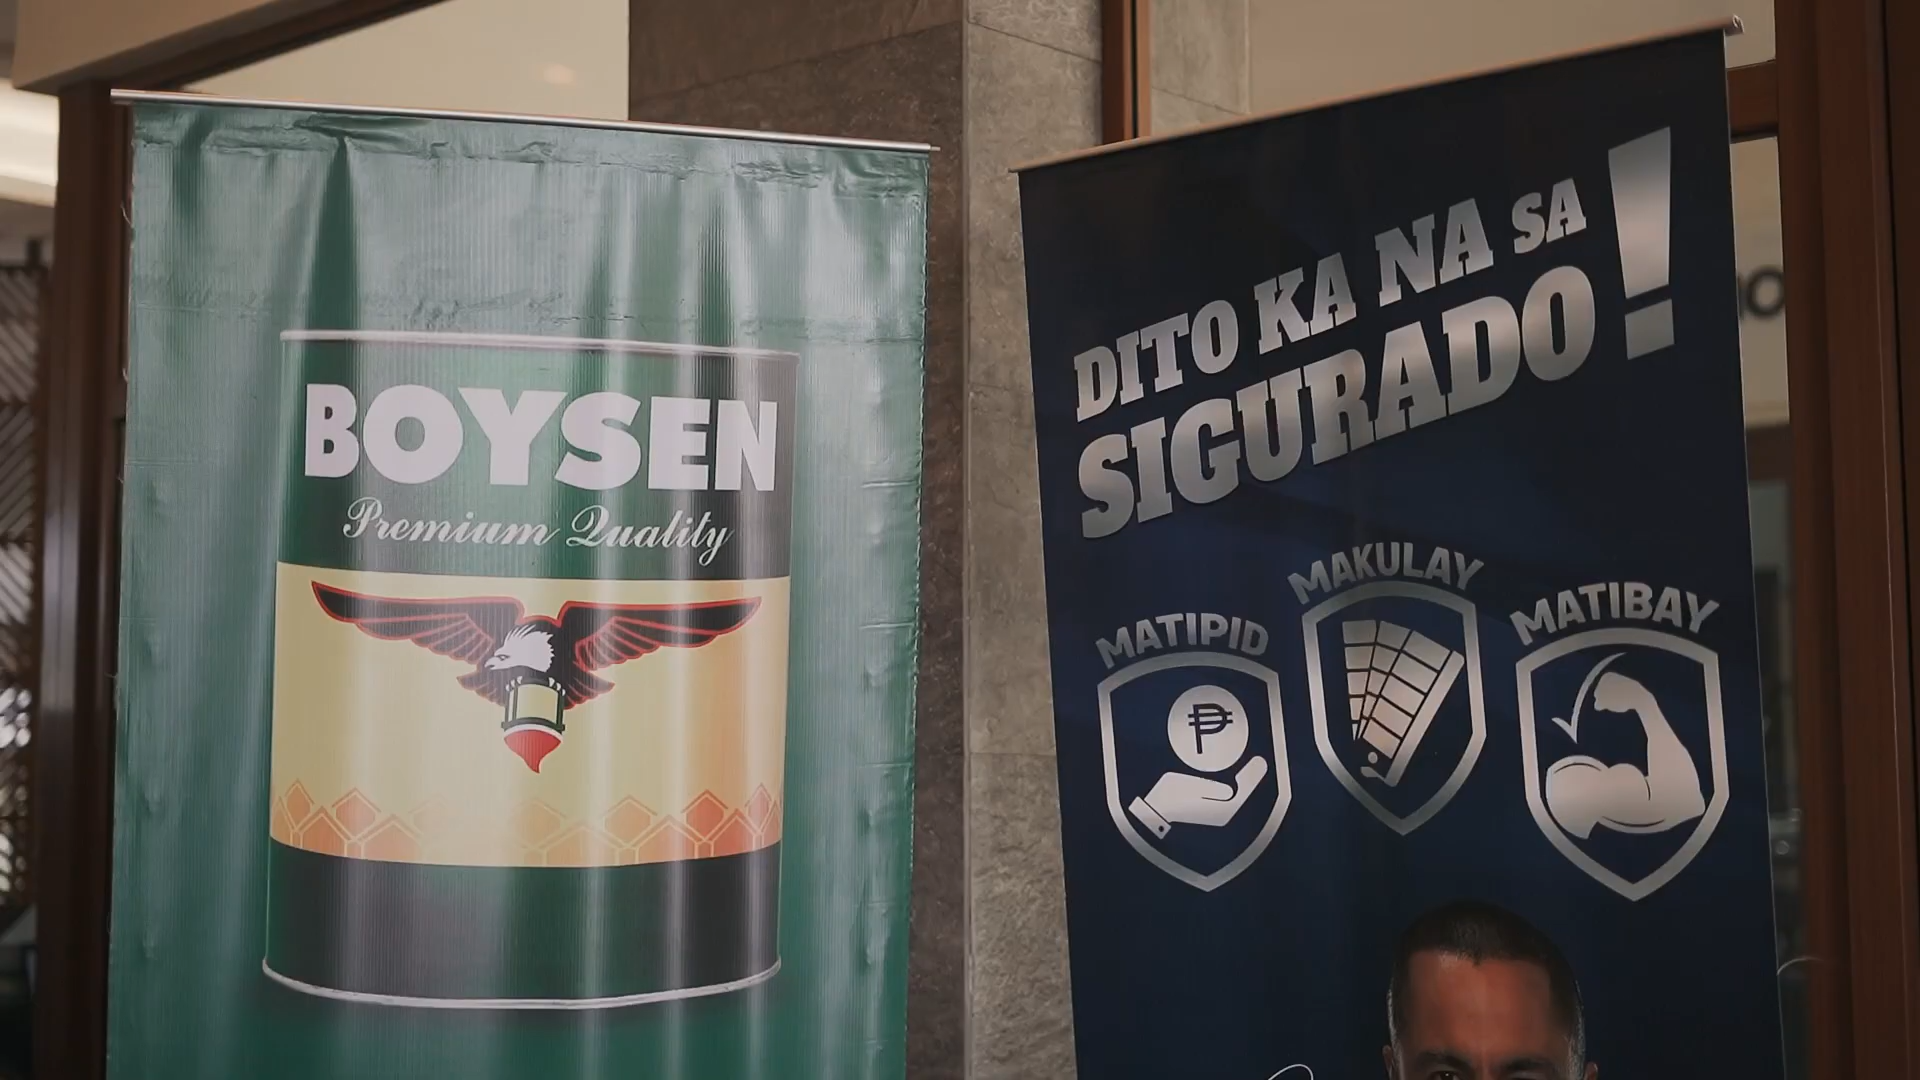 BOYSEN
Premium Quality
DITO KA NA SA
SIGURADO!
MATIPID
MAKULAY
MATIBAY
₱